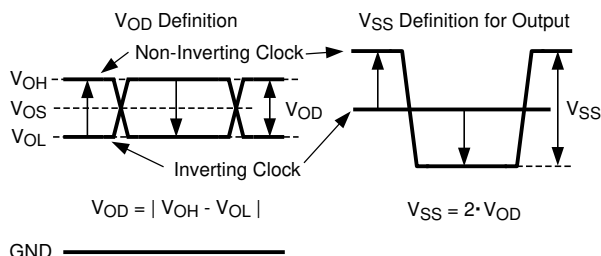 VOD Definition
VSS Definition for Output
Non-Inverting Clock
VOH
VOS
VOL
VOD
VSS
Inverting Clock
VOD = | VOH - VOL |
VSS = 2· VOD
GND